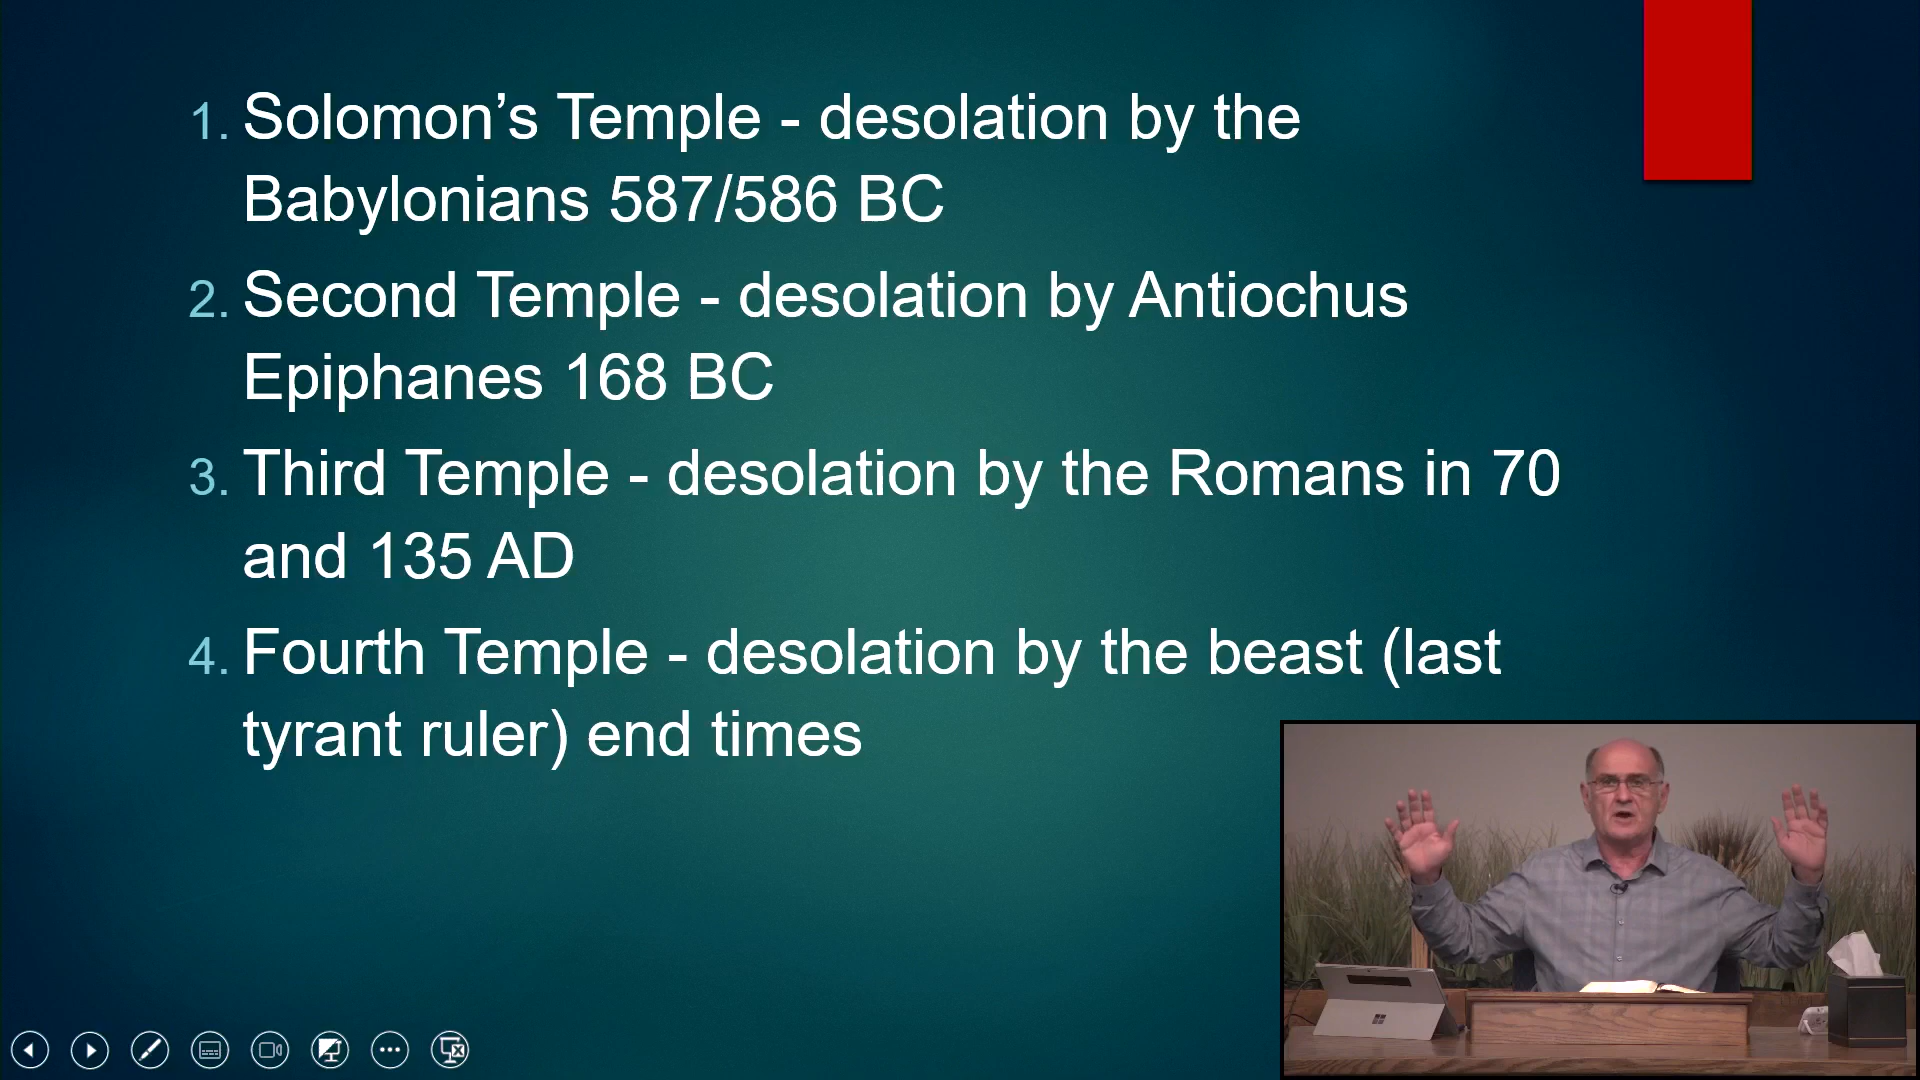 1. Solomon’s Temple - desolation by the
Babylonians 587/586 BC
2. Second Temple - desolation by Antiochus
Epiphanes 168 BC
3. Third Temple - desolation by the Romans in 70
and 135 AD
4. Fourth Temple - desolation by the beast (last
tyrant ruler) end times